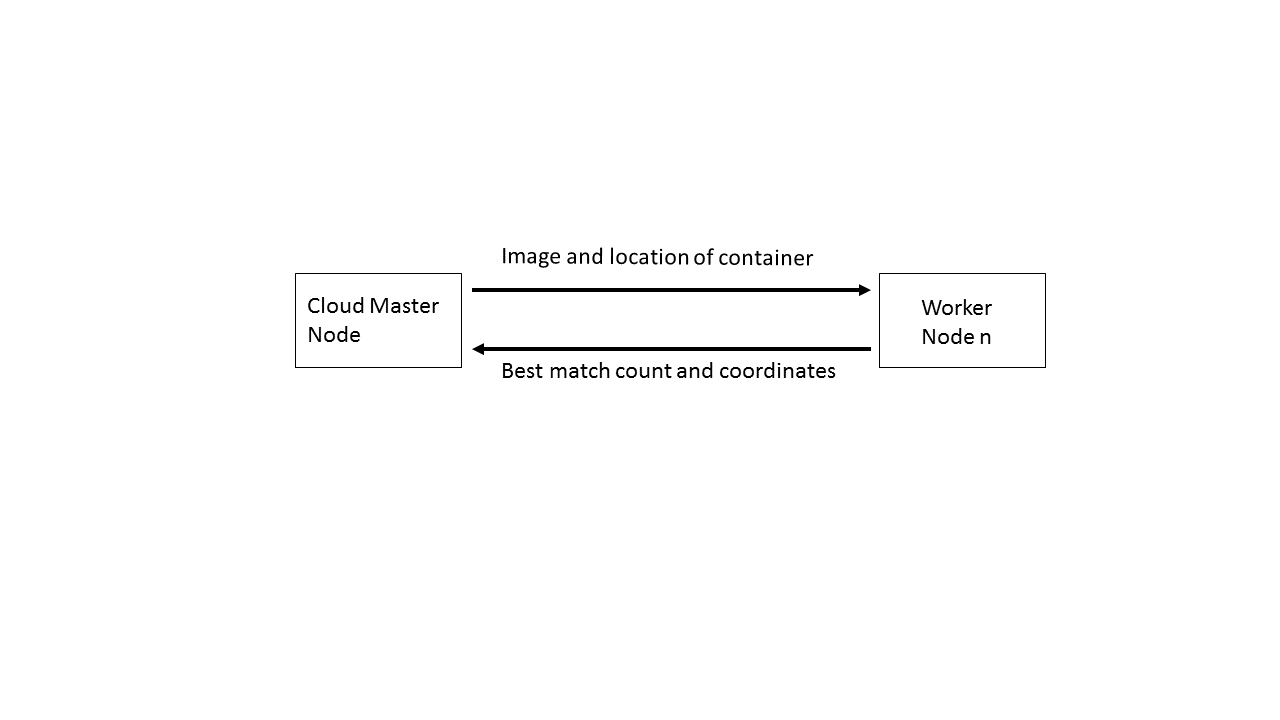 Image and location of container
Cloud Master
Node
Worker
Node n
Best match count and coordinates